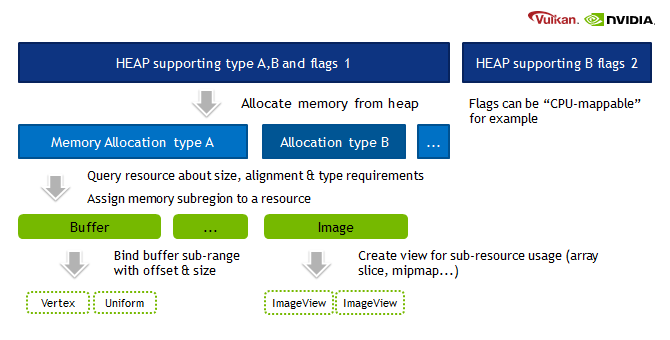 Vulkan. NVIDIA.
HEAP supporting type A,B and flags 1
HEAP supporting B flags 2
Allocate memory from heap
Flags can be “CPU-mappable”
for example
Memory Allocation type A
Allocation type B
...
Query resource about size, alignment & type requirements
Assign memory subregion to a resource
Buffer
...
Image
Bind buffer sub-range
with offset & size
Create view for sub-resource usage (array
slice, mipmap...)
Vertex
Uniform
ImageView
ImageView